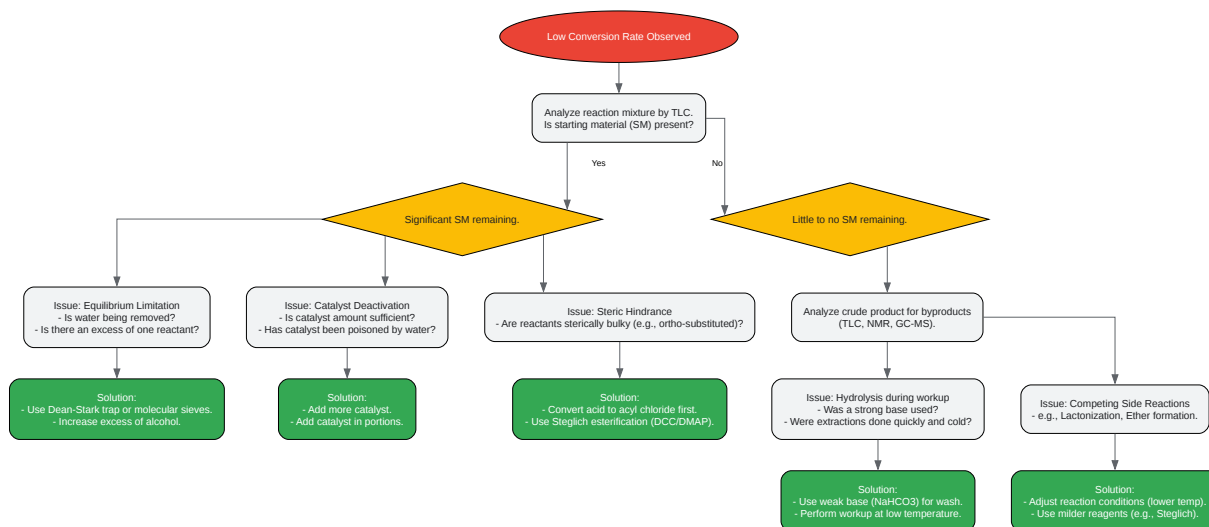 Low Conversion Rate Observed
Analyze reaction mixture by TLC.
Is starting material (SM) present?
Yes
No
Significant SM remaining.
Little to no SM remaining.
Issue: Equilibrium Limitation
- Is water being removed?
- Is there an excess of one reactant?
Issue: Catalyst Deactivation
- Is catalyst amount sufficient?
- Has catalyst been poisoned by water?
Issue: Steric Hindrance
- Are reactants sterically bulky (e.g., ortho-substituted)?
Analyze crude product for byproducts
(TLC, NMR, GC-MS).
Solution:
- Use Dean-Stark trap or molecular sieves.
- Increase excess of alcohol.
Solution:
- Add more catalyst.
- Add catalyst in portions.
Solution:
- Convert acid to acyl chloride first.
- Use Steglich esterification (DCC/DMAP).
Issue: Hydrolysis during workup
- Was a strong base used?
- Were extractions done quickly and cold?
Issue: Competing Side Reactions
- e.g., Lactonization, Ether formation.
Solution:
- Use weak base (NaHCO3) for wash.
- Perform workup at low temperature.
Solution:
- Adjust reaction conditions (lower temp).
- Use milder reagents (e.g., Steglich).